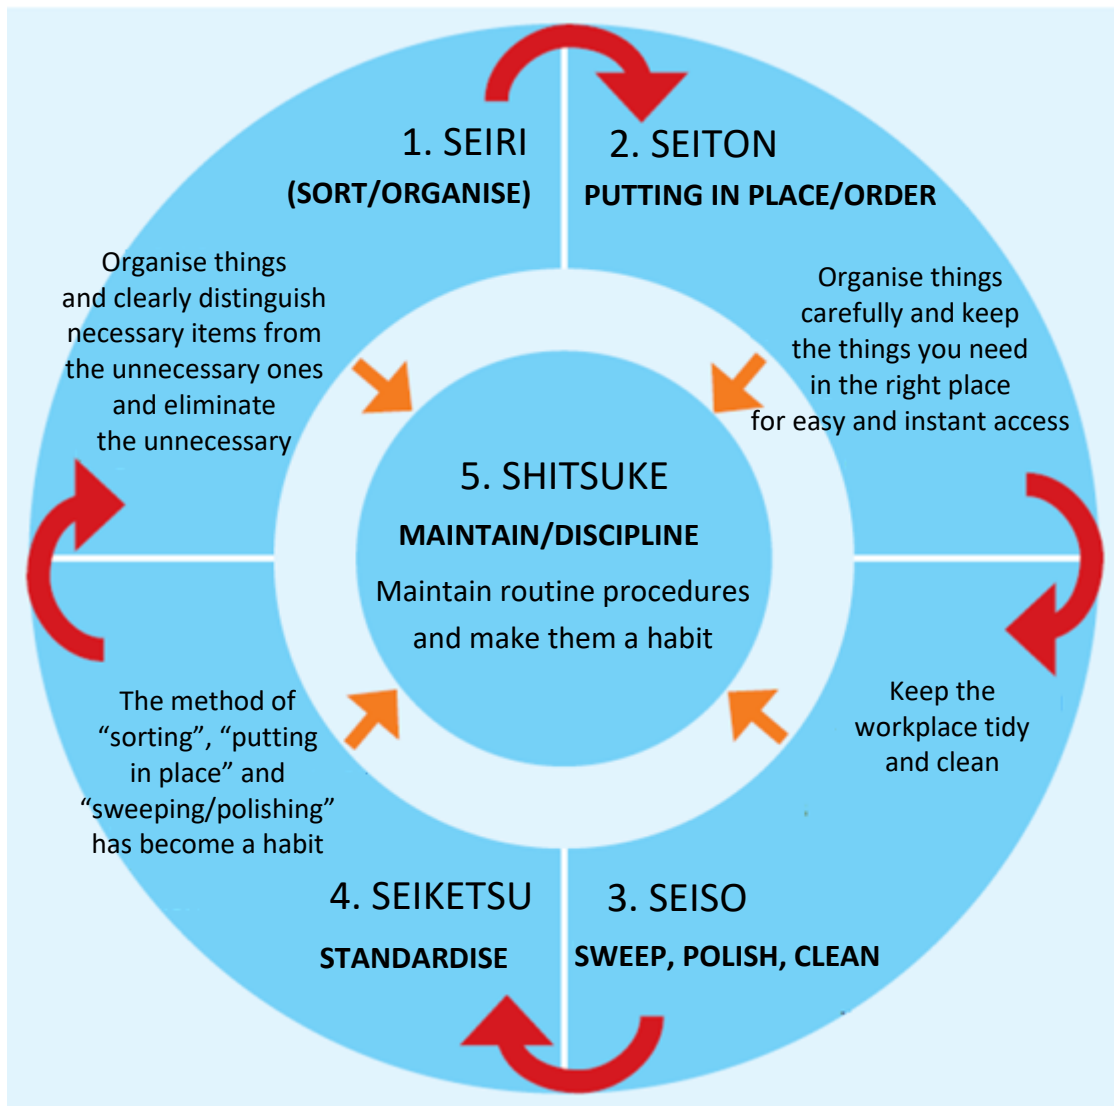 1. SEIRI
(SORT/ORGANISE)
Organise things
and clearly distinguish
necessary items from
the unnecessary ones
and eliminate
the unnecessary
2. SEITON
PUTTING IN PLACE/ORDER
Organise things
carefully and keep
the things you need
in the right place
for easy and instant access
5. SHITSUKE
MAINTAIN/DISCIPLINE
Maintain routine procedures
and make them a habit
Keep the
workplace tidy
and clean
3. SEISO
SWEEP, POLISH, CLEAN
The method of
“sorting”, “putting
in place” and
“sweeping/polishing”
has become a habit
4. SEIKETSU
STANDARDISE